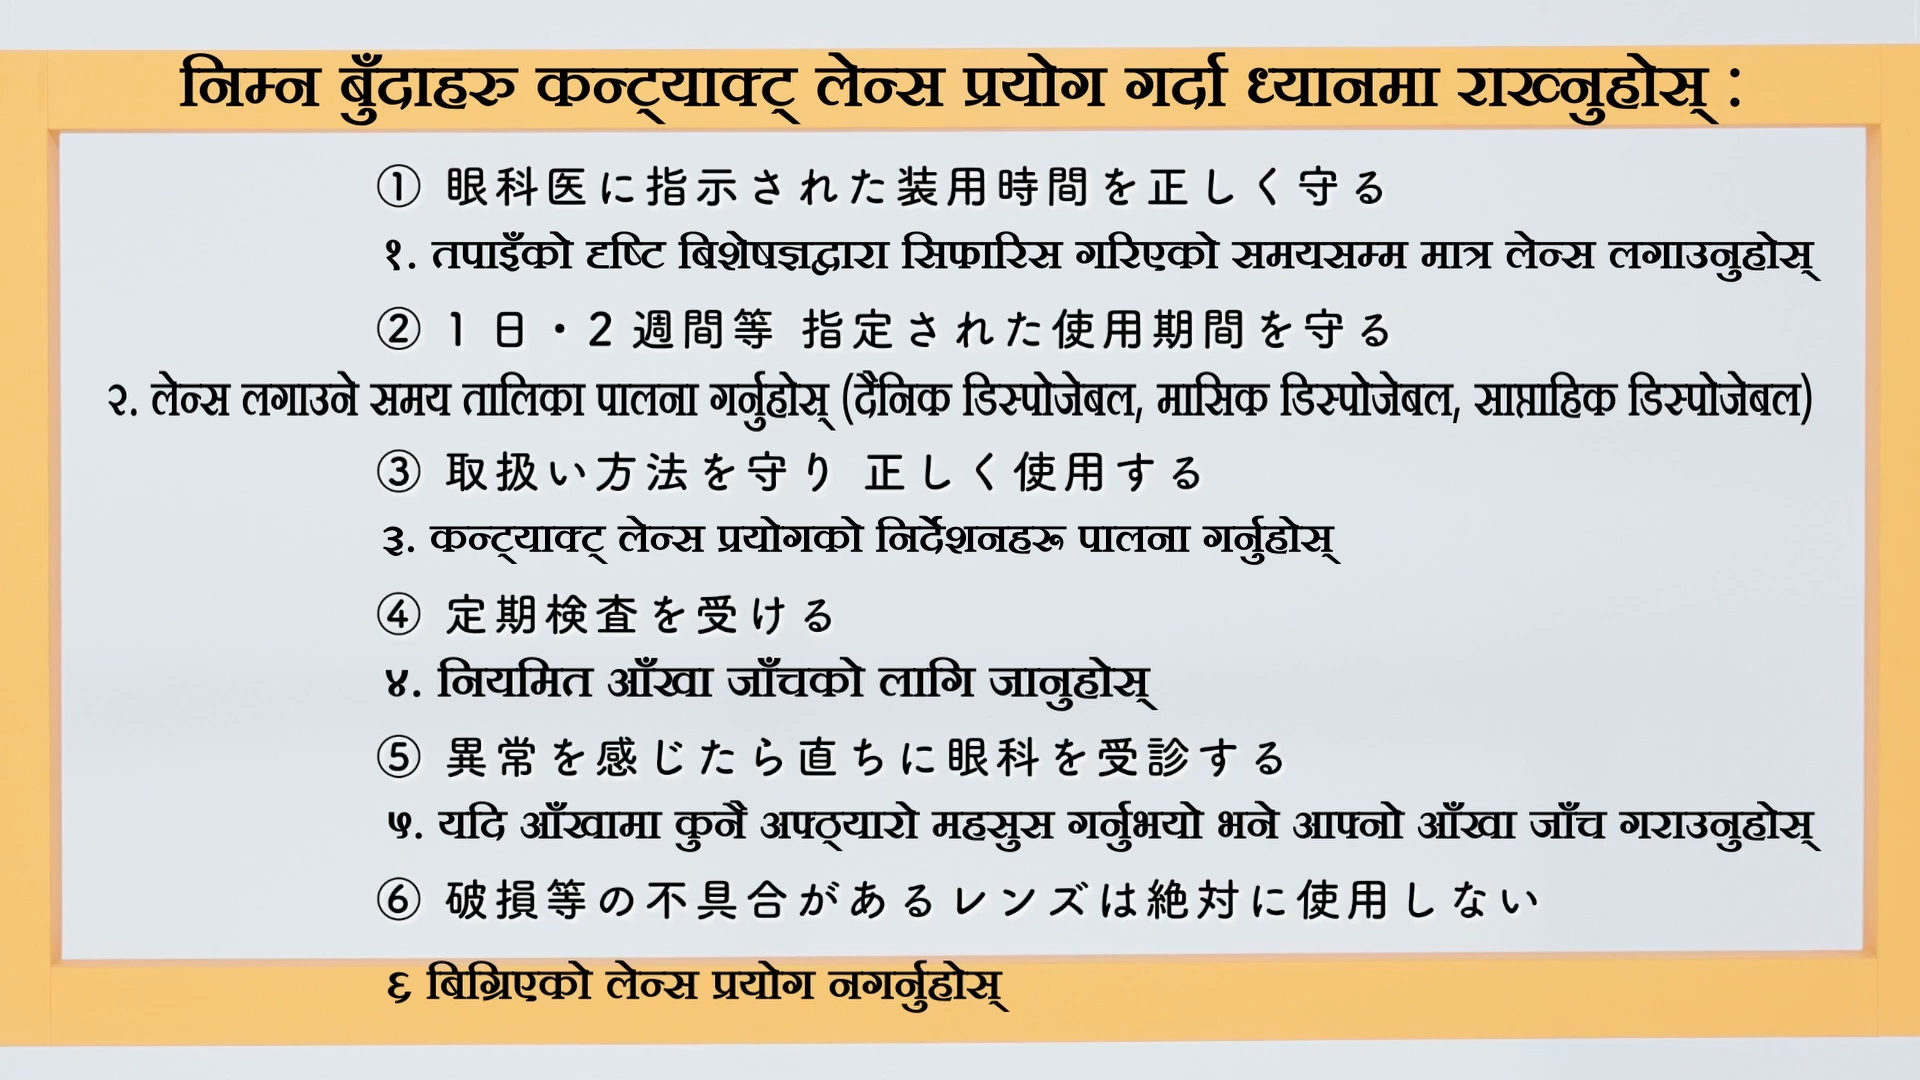 निम्न बुँदाहरु कन्ट्याक्ट् लेन्स प्रयोग गर्दा ध्यानमा राख्नुहोस् :
① 眼科医に指示された装用時間を正しく守る
१. तपाइँको दृष्टि बिशेषज्ञद्वारा सिफारिस गरिएको समयसम्म मात्र लेन्स लगाउनुहोस्
② 1日・2週間等 指定された使用期間を守る
२. लेन्स लगाउने समय तालिका पालना गर्नुहोस् (दैनिक डिस्पोजेबल, मासिक डिस्पोजेबल, साप्ताहिक डिस्पोजेबल)
③ 取扱い方法を守り 正しく使用する
३. कन्ट्याक्ट् लेन्स प्रयोगको निर्देशनहरू पालना गर्नुहोस्
④ 定期検査を受ける
४. नियमित आँखा जाँचको लागि जानुहोस्
⑤ 異常を感じたら直ちに眼科を受診する
५. यदि आँखामा कुनै अफ्ठ्यारो महसुस गर्नुभयो भने आफ्नो आँखा जाँच गराउनुहोस्
⑥ 破損等の不具合があるレンズは絶対に使用しない
६ बिग्रिएको लेन्स प्रयोग नगर्नुहोस्